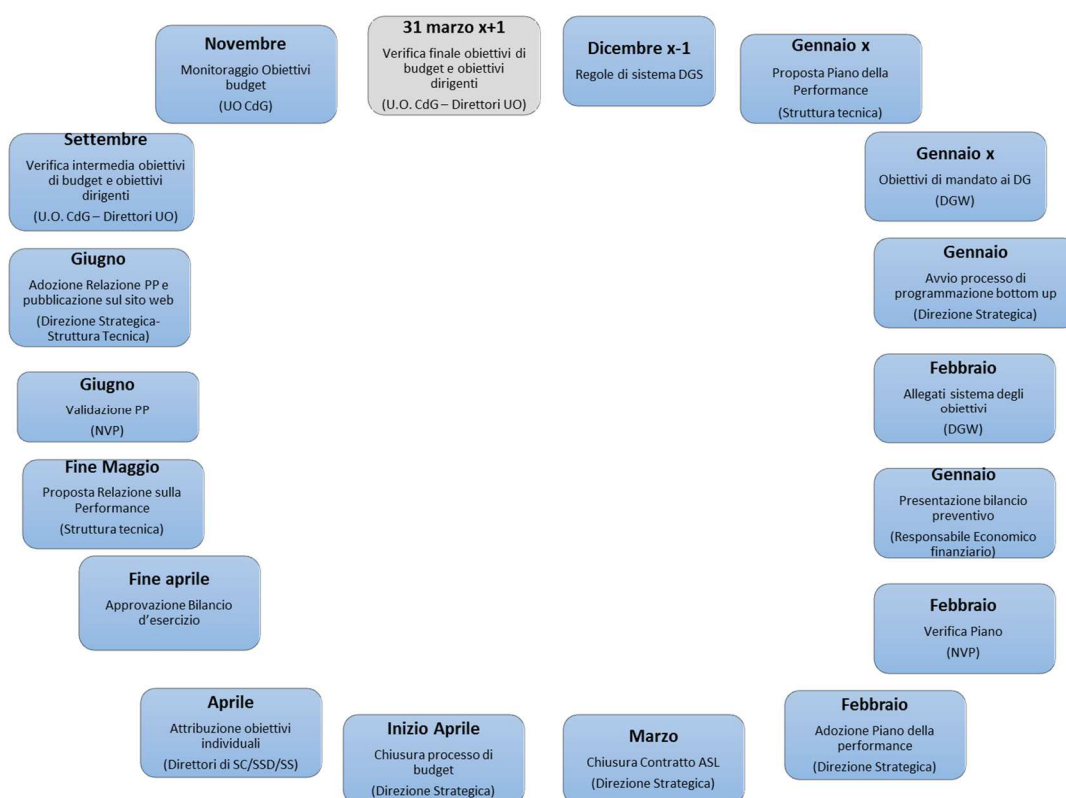 Novembre
Monitoraggio Obiettivi
budget
(UO CdG)
31 marzo x+1
Verifica finale obiettivi di
budget e obiettivi
dirigenti
(U.O. CdG – Direttori UO)
Dicembre x-1
Regole di sistema DGS
Gennaio x
Proposta Piano della
Performance
(Struttura tecnica)
Gennaio x
Obiettivi di mandato ai DG
(DGW)
Gennaio
Avvio processo di
programmazione bottom up
(Direzione Strategica)
Febbraio
Allegati sistema degli
obiettivi
(DGW)
Gennaio
Presentazione bilancio
preventivo
(Responsabile Economico
finanziario)
Febbraio
Verifica Piano
(NVP)
Febbraio
Adozione Piano della
performance
(Direzione Strategica)
Marzo
Chiusura Contratto ASL
(Direzione Strategica)
Inizio Aprile
Chiusura processo di
budget
(Direzione Strategica)
Aprile
Attribuzione obiettivi
individuali
(Direttori di SC/SSD/SS)
Fine aprile
Approvazione Bilancio
d’esercizio
Fine Maggio
Proposta Relazione sulla
Performance
(Struttura tecnica)
Giugno
Validazione PP
(NVP)
Giugno
Adozione Relazione PP e
pubblicazione sul sito web
(Direzione Strategica-
Struttura Tecnica)
Settembre
Verifica intermedia obiettivi
di budget e obiettivi
dirigenti
(U.O. CdG – Direttori UO)